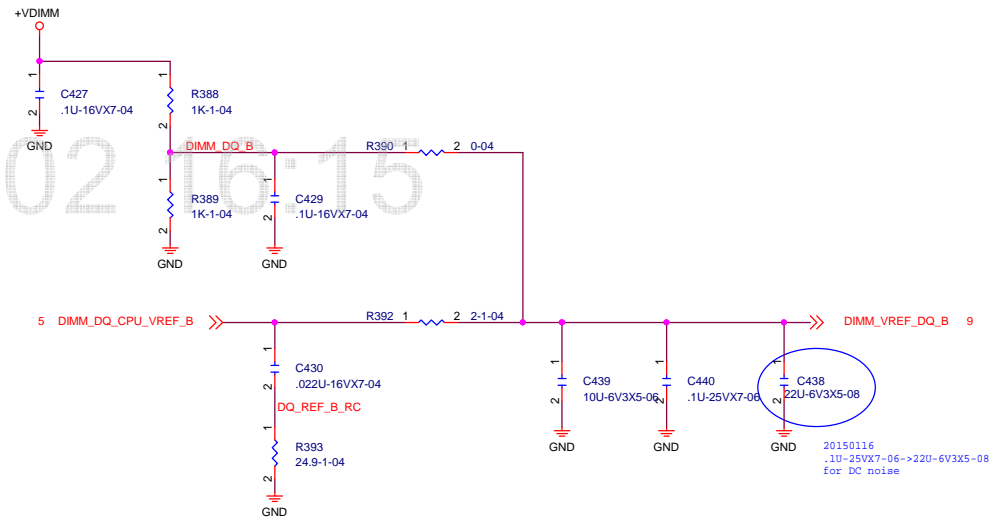 +VDIMM
1
C427
.1U-16VX7-04
2
GND
1
R388
1K-1-04
2
DIMM_DQ_B
R390 1
2 0-04
02 16:15
1
R389
1K-1-04
2
GND
1
C429
.1U-16VX7-04
2
GND
5 DIMM_DQ_CPU_VREF_B
R392 1
2 2-1-04
DIMM_VREF_DQ_B 9
1
C430
.022U-16VX7-04
2
DQ_REF_B_RC
1
R393
24.9-1-04
2
GND
1
C439
10U-6V3X5-06
2
GND
1
C440
.1U-25VX7-06
2
GND
1
C438
22U-6V3X5-08
2
GND
20150116
.1U-25VX7-06->22U-6V3X5-08
for DC noise